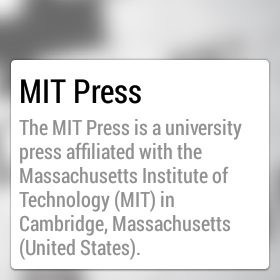 MIT Press
The MIT Press is a university
press affiliated with the
Massachusetts Institute of
Technology (MIT) in
Cambridge, Massachusetts
(United States).